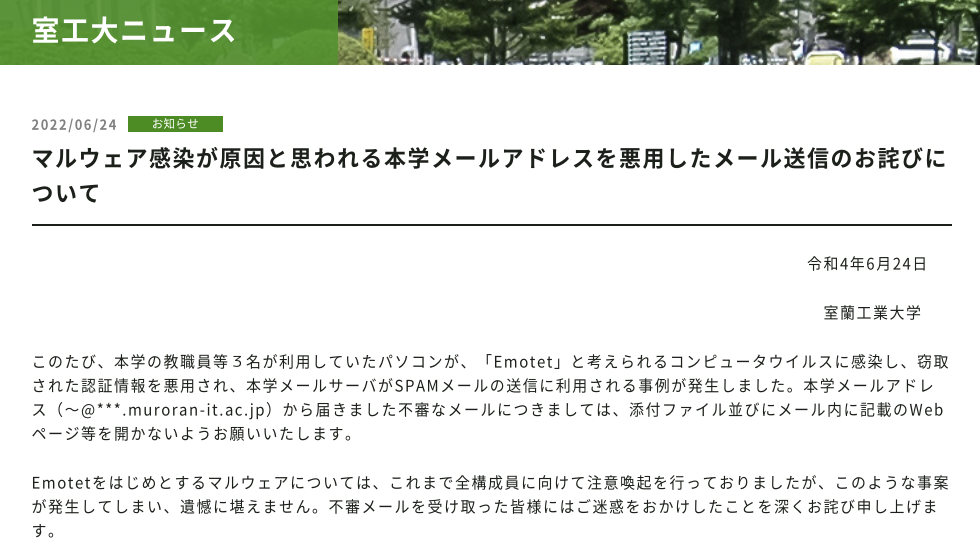 室工大ニュース
2022/06/24 お知らせ
マルウェア感染が原因と思われる本学メールアドレスを悪用したメール送信のお詫びに
ついて
令和4年6月24日
室蘭工業大学
このたび、本学の教職員等３名が利用していたパソコンが、「Emotet」と考えられるコンピュータウイルスに感染し、窃取
された認証情報を悪用され、本学メールサーバがSPAMメールの送信に利用される事例が発生しました。本学メールアドレ
ス（～@***.muroran-it.ac.jp）から届きました不審なメールにつきましては、添付ファイル並びにメール内に記載のWeb
ページ等を開かないようお願いいたします。
Emotetをはじめとするマルウェアについては、これまで全構成員に向けて注意喚起を行っておりましたが、このような事案
が発生してしまい、遺憾に堪えません。不審メールを受け取った皆様にはご迷惑をおかけしたことを深くお詫び申し上げま
す。